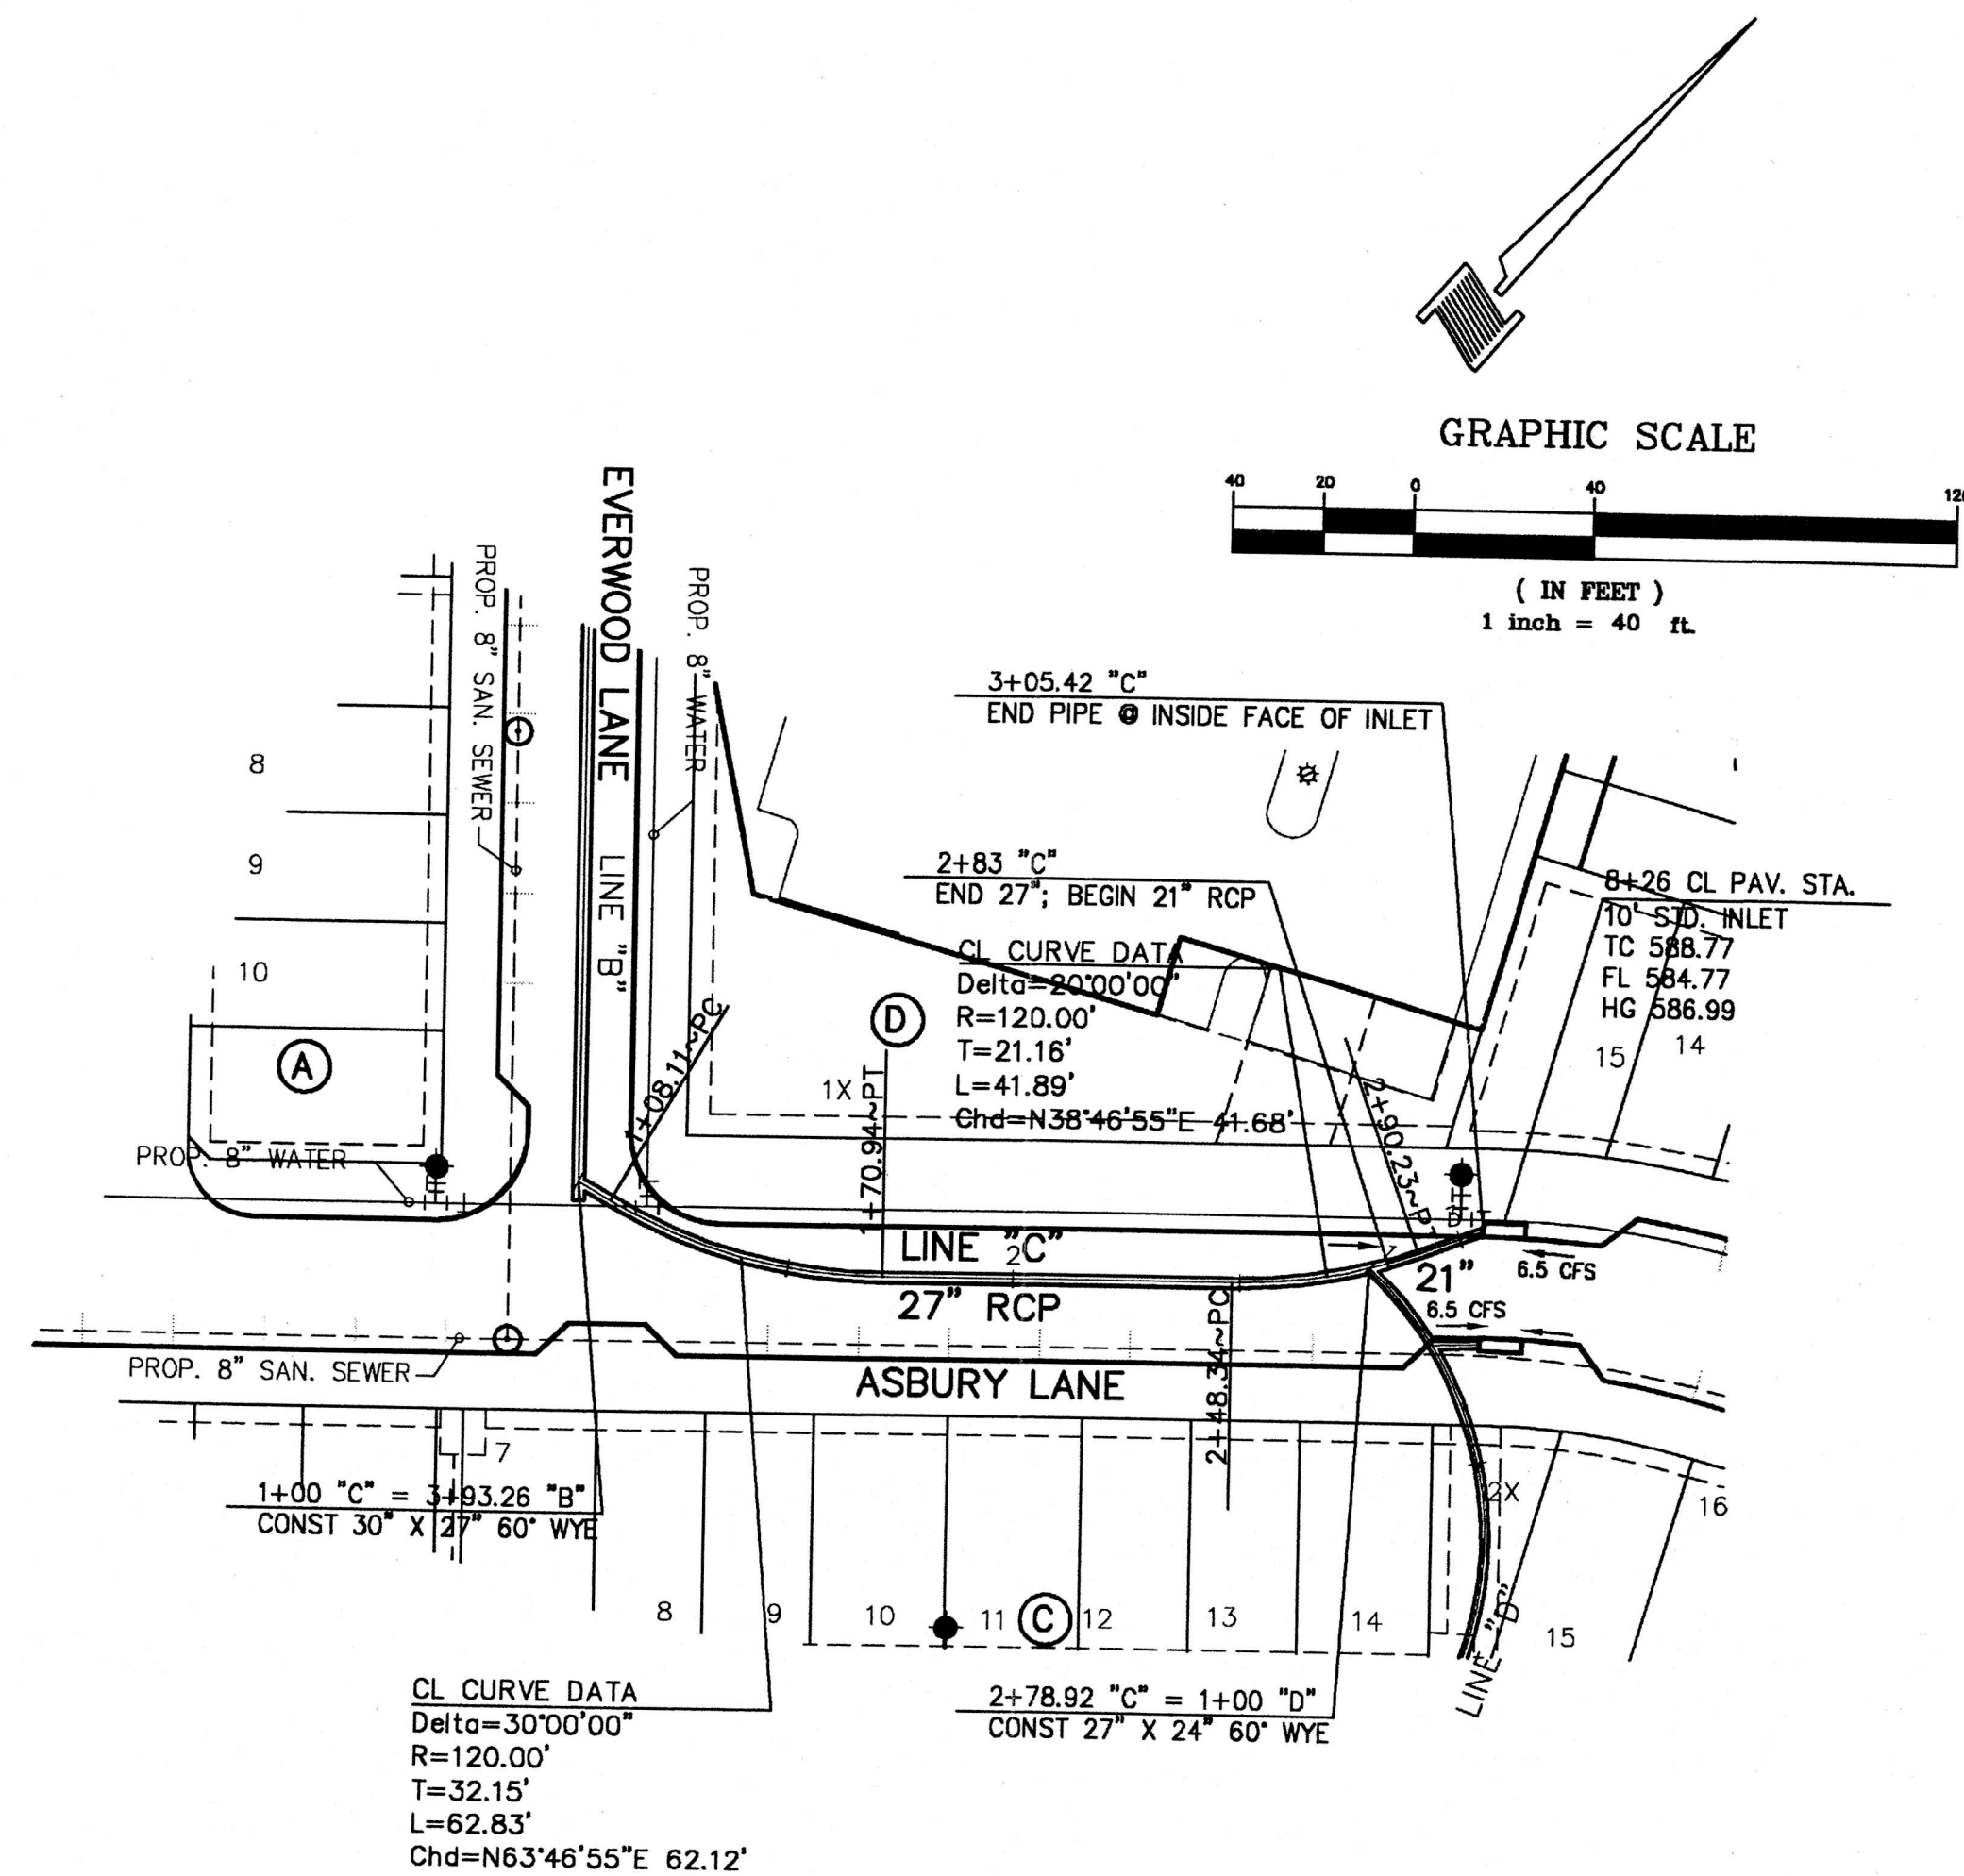 GRAPHIC SCALE
40 20 0 40
( IN FEET )
1 inch = 40 ft.
EVERWOOD LANE
LINE "B"
PROP. 8" SAN. SEWER
PROP. 8" WATER
3+05.42 "C"
END PIPE @ INSIDE FACE OF INLET
2+83 "C"
END 27"; BEGIN 21" RCP
8+26 CL PAV. STA.
10' STD. INLET
TC 588.77
FL 584.77
HG 586.99
CL CURVE DATA
Delta=20°00'00"
R=120.00'
T=21.16'
L=41.89'
Chd=N38°46'55"E 41.68'
8
9
10
A
D
1X
15
14
1+08.11~PC
1+70.94~PT
2+90.23~PT
PROP. 8" WATER
LINE "C"
2
27" RCP
21"
6.5 CFS
6.5 CFS
2+48.34~PC
PROP. 8" SAN. SEWER
ASBURY LANE
7
1+00 "C" = 3+93.26 "B"
CONST 30" X 27" 60° WYE
2X
16
8
9
10
11
C
12
13
14
15
LINE "D"
CL CURVE DATA
Delta=30°00'00"
R=120.00'
T=32.15'
L=62.83'
Chd=N63°46'55"E 62.12'
2+78.92 "C" = 1+00 "D"
CONST 27" X 24" 60° WYE